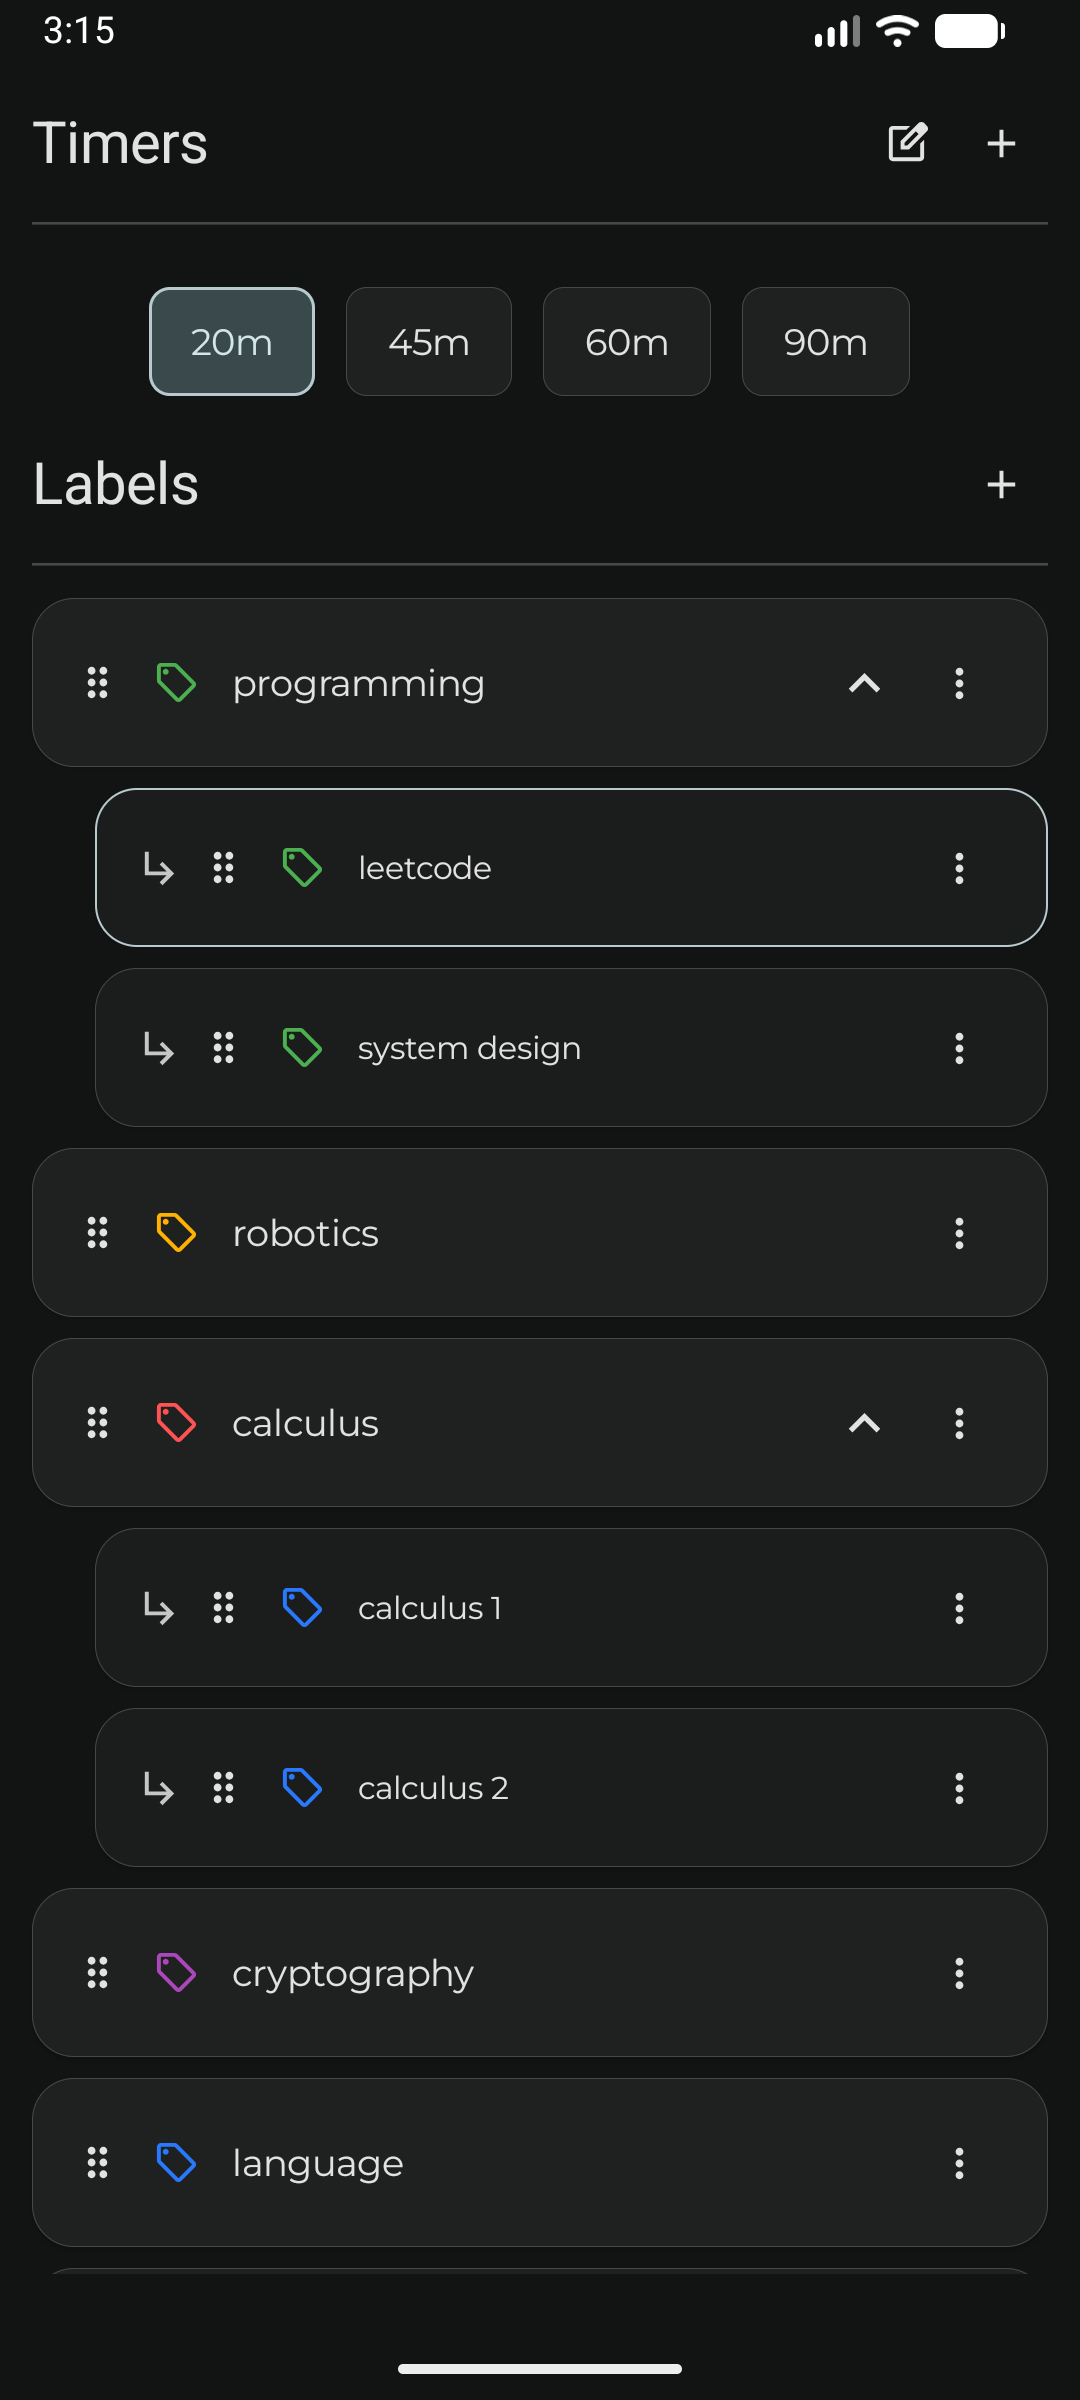 3:15
Timers
20m 45m 60m 90m
Labels
programming
leetcode
system design
robotics
calculus
calculus 1
calculus 2
cryptography
language